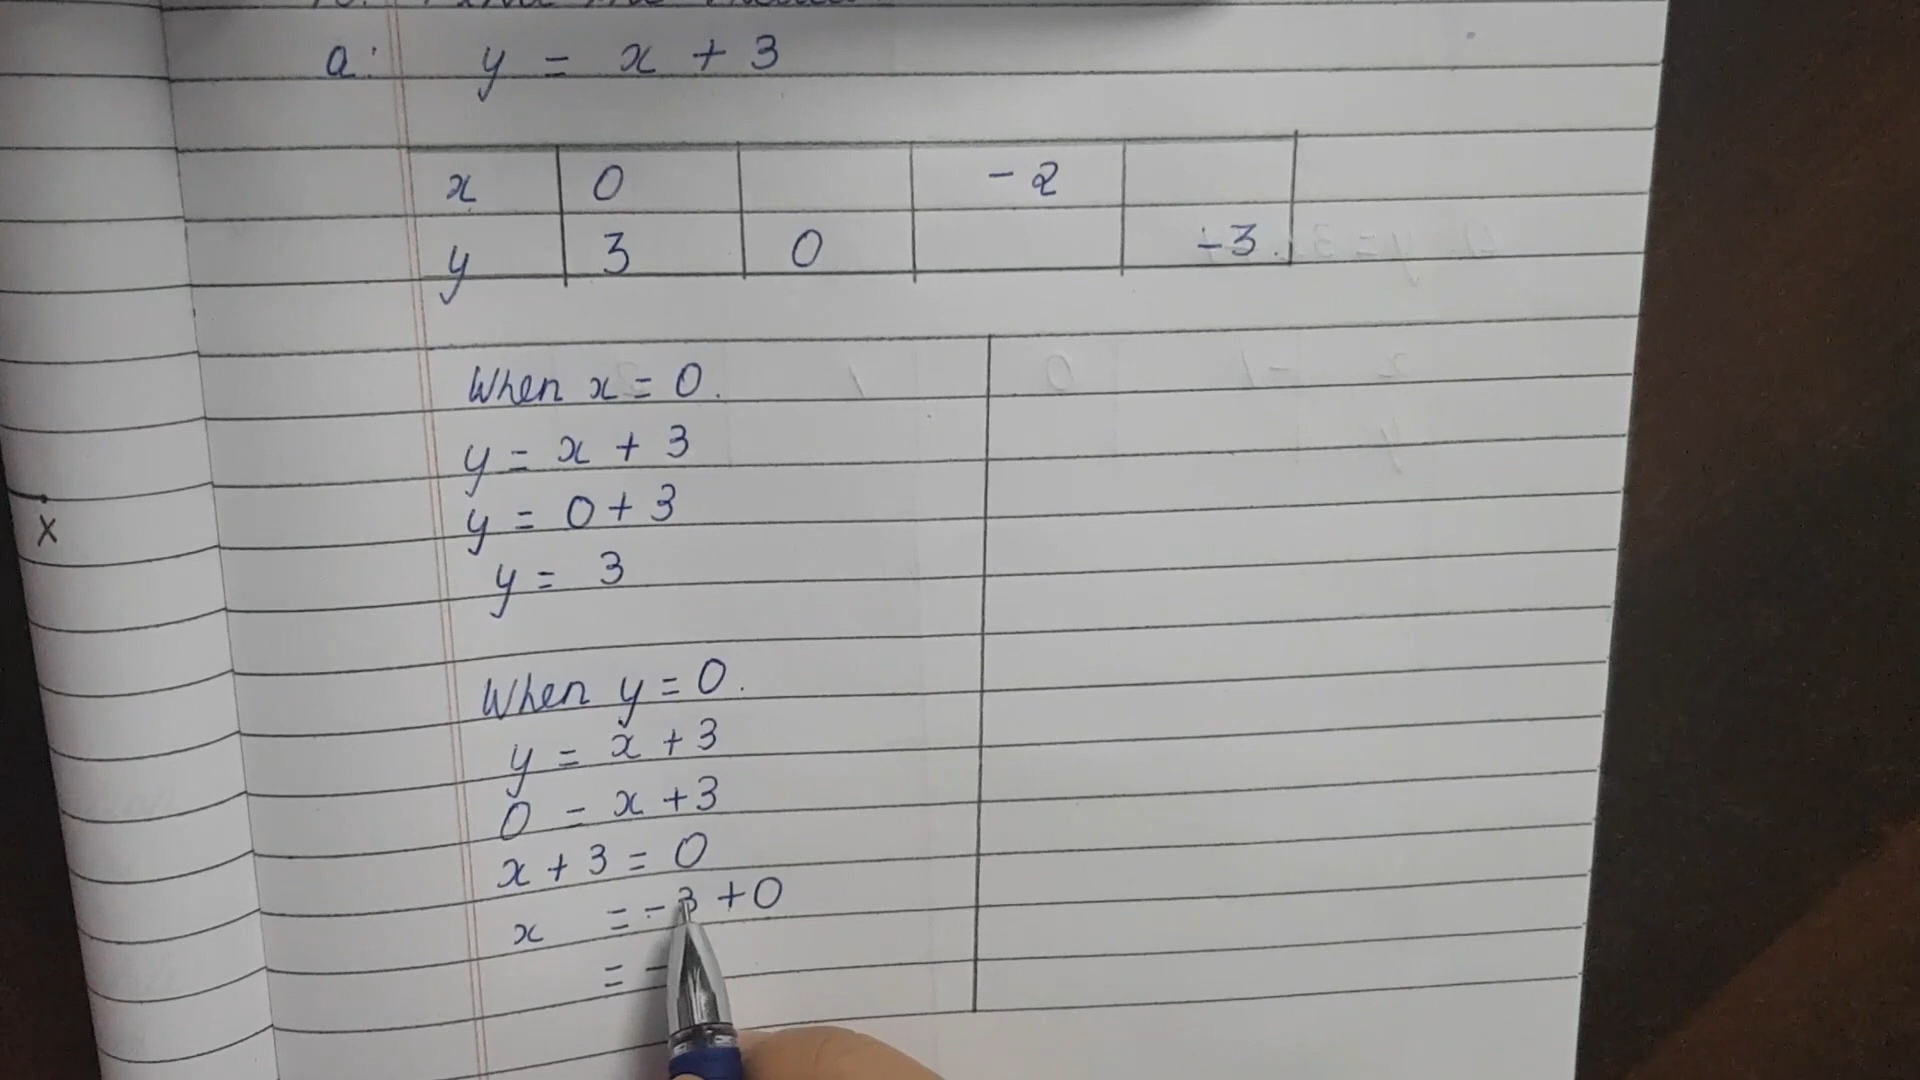 a. y = x + 3
x 0 -2
y 3 0 -3
When x = 0.
y = x + 3
y = 0 + 3
y = 3
X
When y = 0.
y = x + 3
0 - x + 3
x + 3 = 0
x = -3 + 0
= -